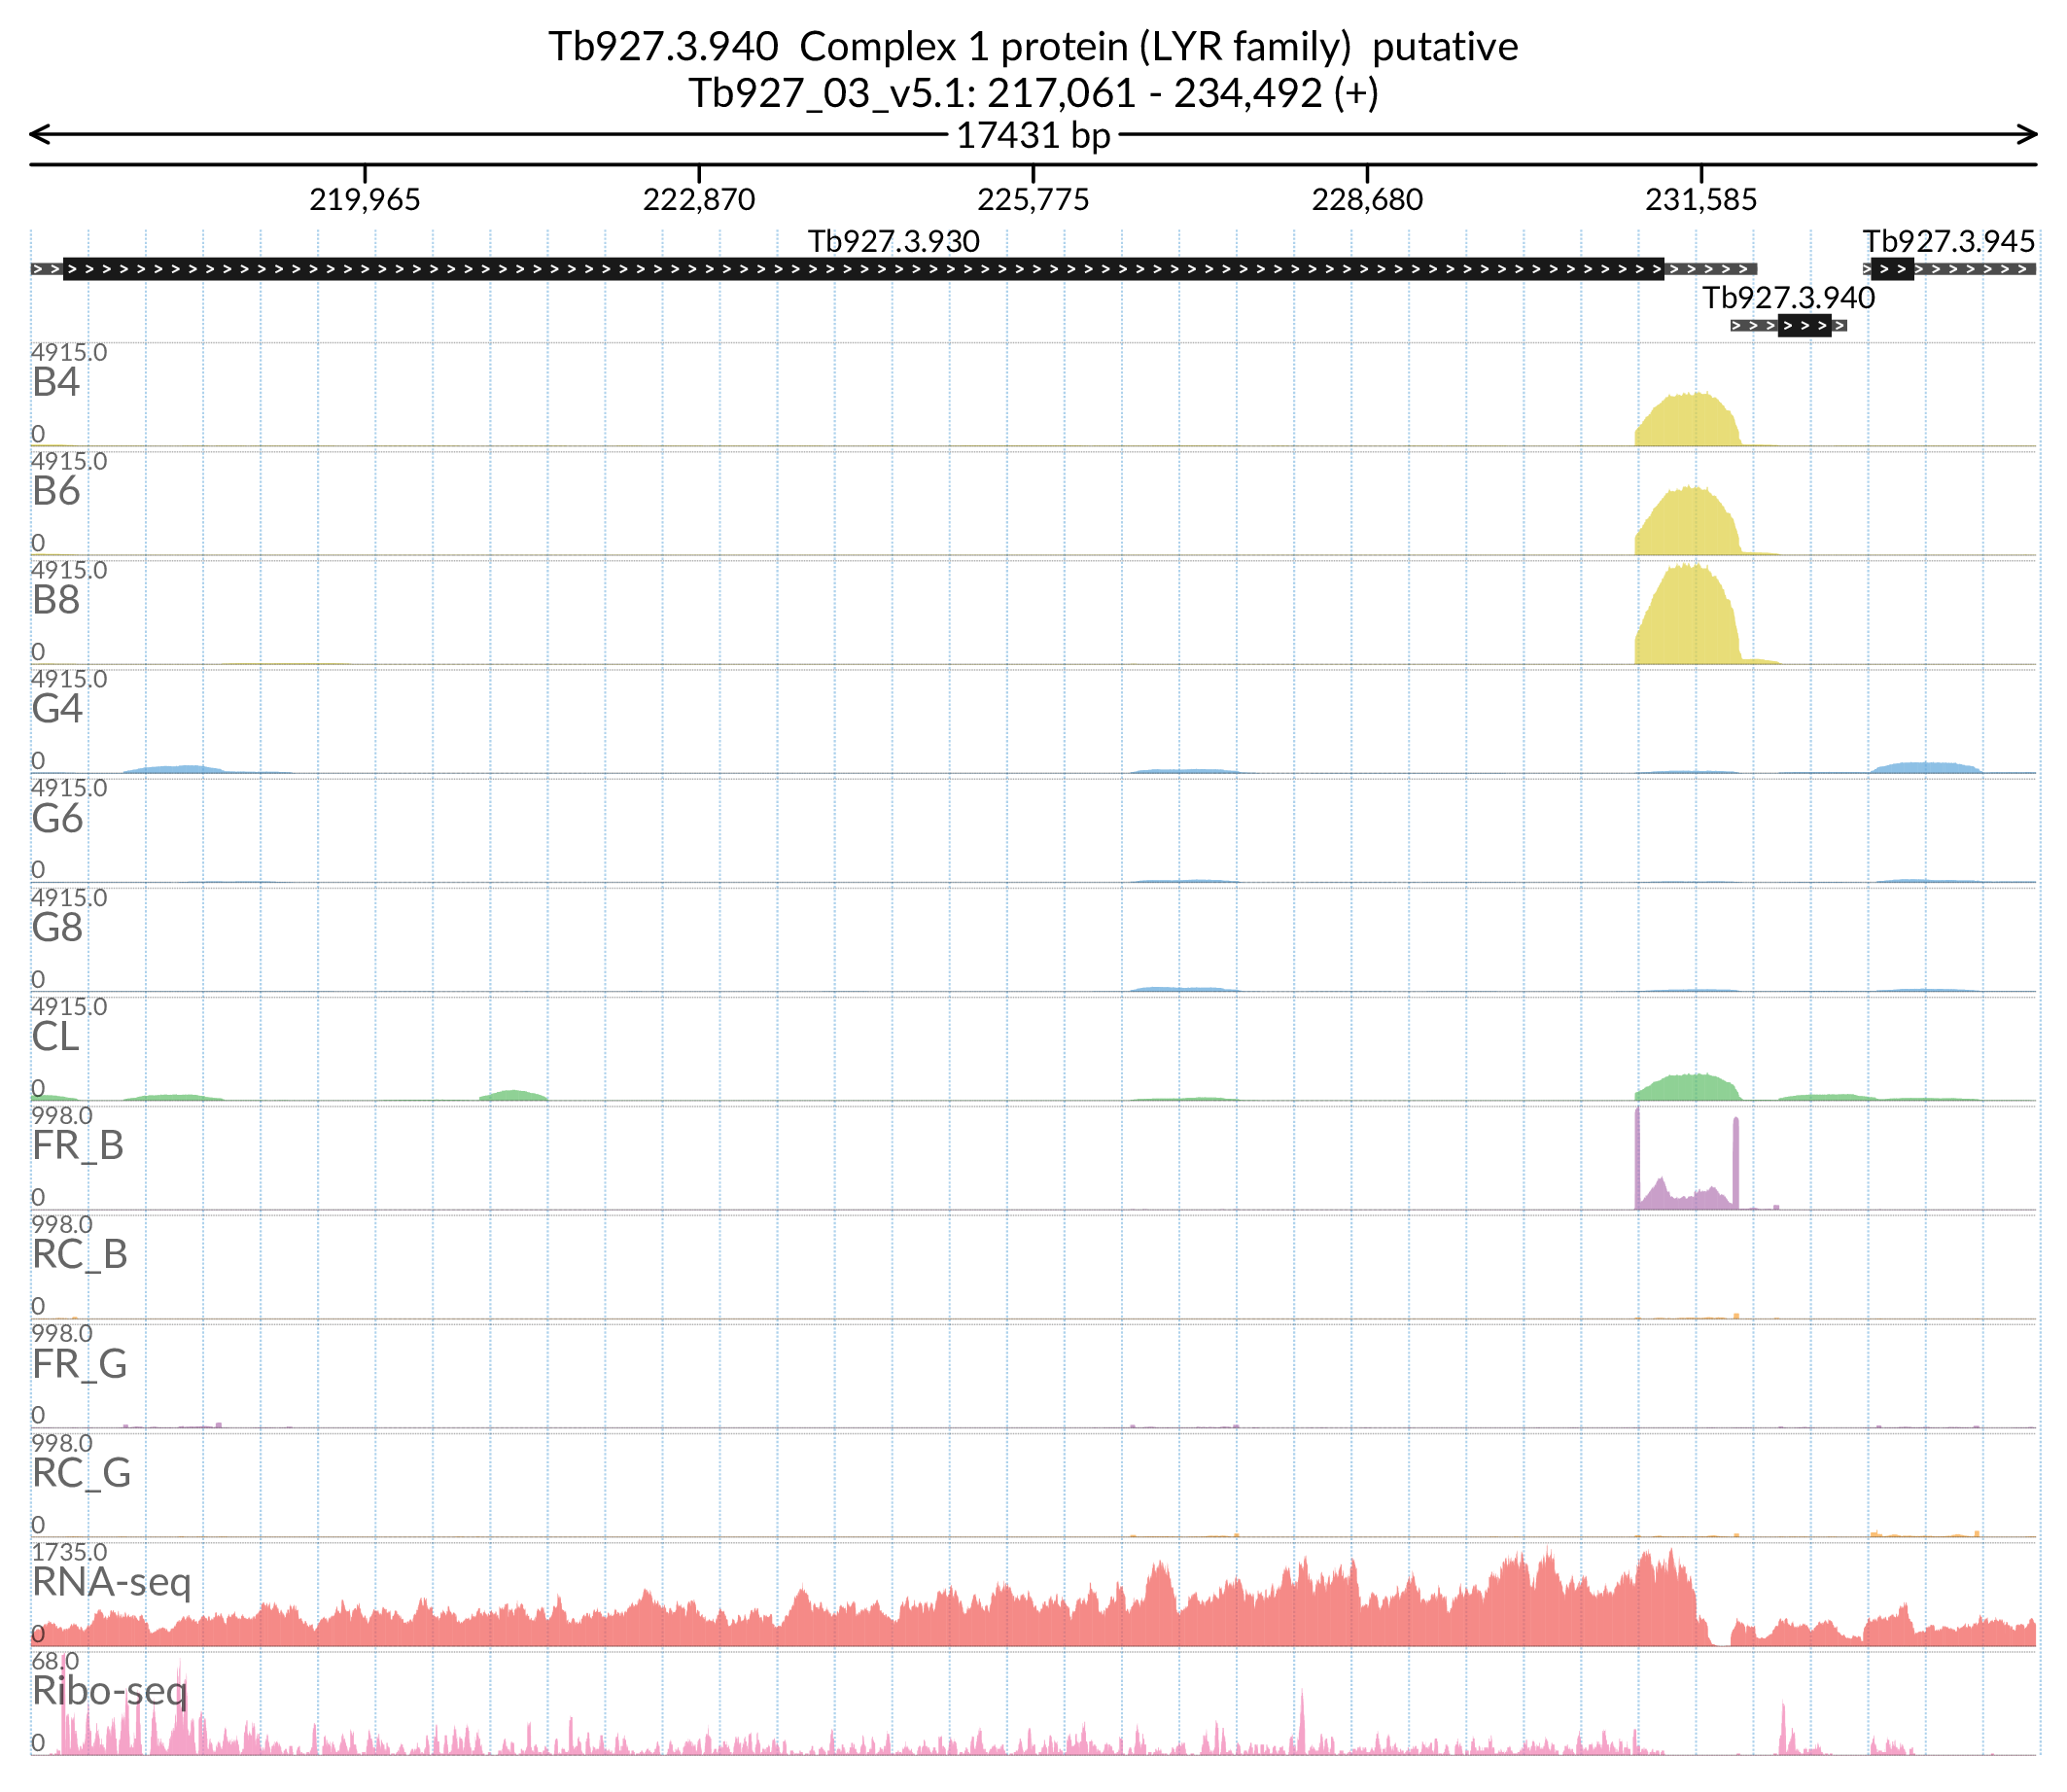 Tb927.3.940 Complex 1 protein (LYR family) putative
Tb927_03_v5.1: 217,061 - 234,492 (+)
17431 bp
219,965 222,870 225,775 228,680 231,585
Tb927.3.930 Tb927.3.945
Tb927.3.940
4915.0
B4
0
4915.0
B6
0
4915.0
B8
0
4915.0
G4
0
4915.0
G6
0
4915.0
G8
0
4915.0
CL
0
998.0
FR_B
0
998.0
RC_B
0
998.0
FR_G
0
998.0
RC_G
0
1735.0
RNA-seq
0
68.0
Ribo-seq
0